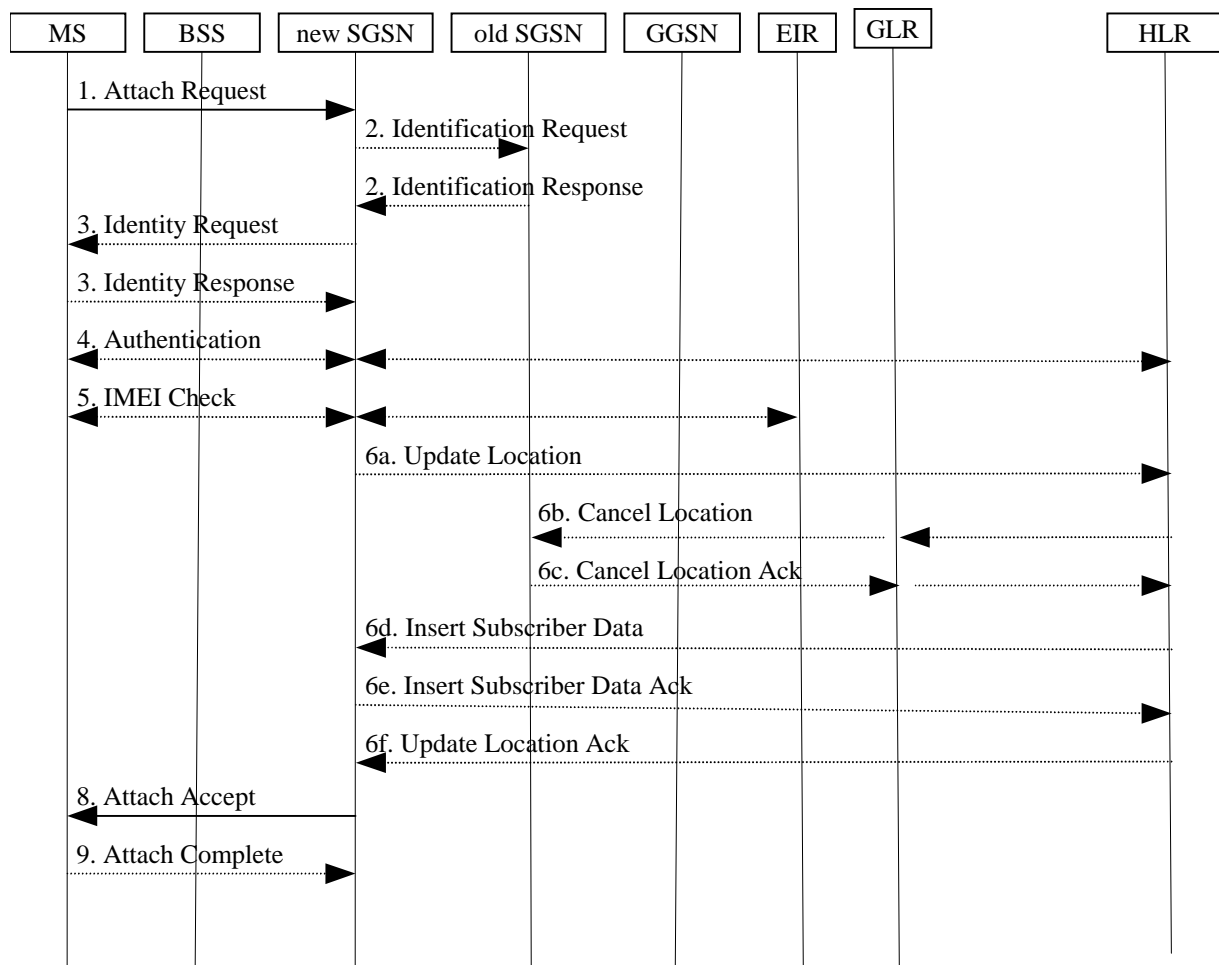 MS
BSS
new SGSN
old SGSN
GGSN
EIR
GLR
HLR
1. Attach Request
2. Identification Request
2. Identification Response
3. Identity Request
3. Identity Response
4. Authentication
5. IMEI Check
6a. Update Location
6b. Cancel Location
6c. Cancel Location Ack
6d. Insert Subscriber Data
6e. Insert Subscriber Data Ack
6f. Update Location Ack
8. Attach Accept
9. Attach Complete